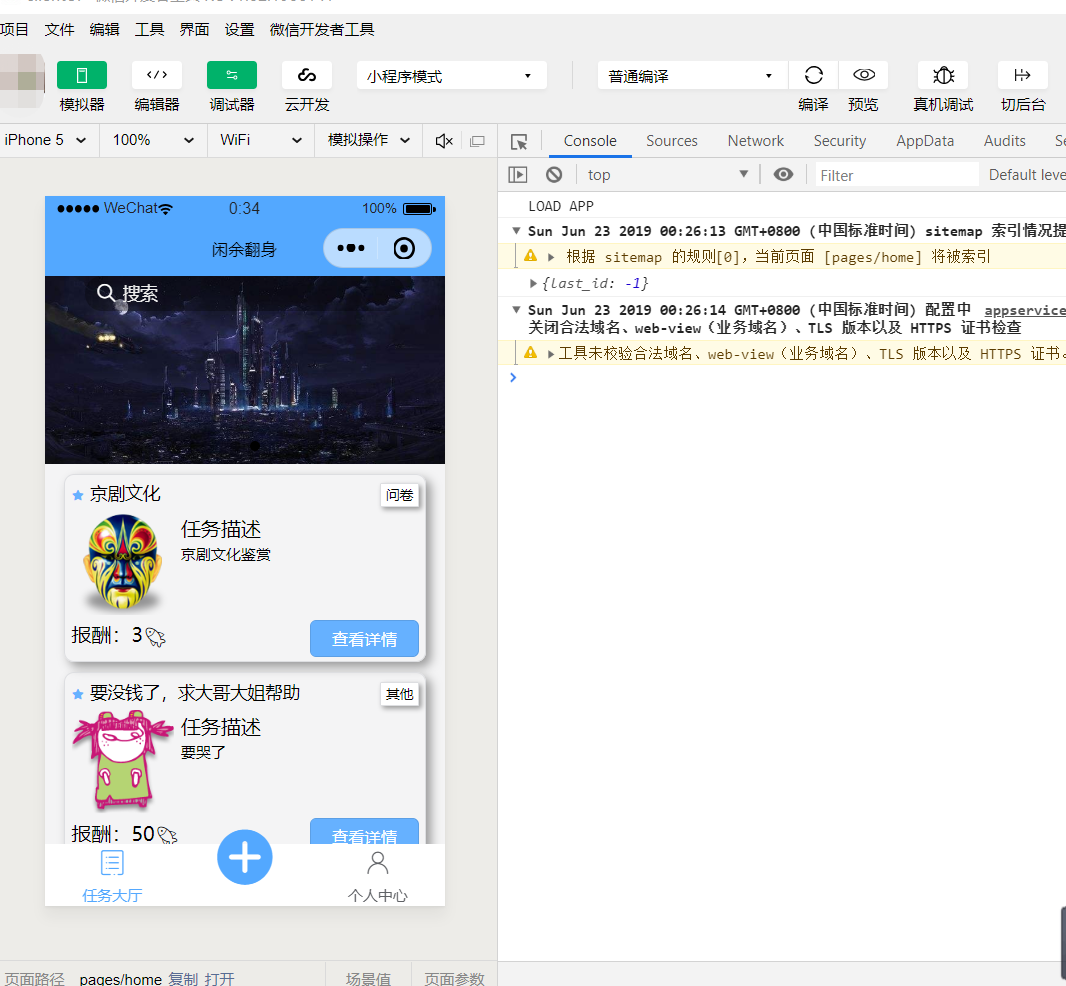 项目 文件 编辑 工具 界面 设置 微信开发者工具
模拟器 编辑器 调试器 云开发
小程序模式 普通编译
编译 预览 真机调试 切后台
iPhone 5 100% WiFi 模拟操作
Console Sources Network Security AppData Audits Se
top Filter Default leve
WeChat 0:34 100%
闲余翻身
搜索
京剧文化 问卷
任务描述
京剧文化鉴赏
报酬：3 查看详情
要没钱了，求大哥大姐帮助 其他
任务描述
要哭了
报酬：50 查看详情
任务大厅 个人中心
页面路径 pages/home 复制 打开 场景值 页面参数
LOAD APP
Sun Jun 23 2019 00:26:13 GMT+0800 (中国标准时间) sitemap 索引情况提
根据 sitemap 的规则[0]，当前页面 [pages/home] 将被索引
{last_id: -1}
Sun Jun 23 2019 00:26:14 GMT+0800 (中国标准时间) 配置中 appservice
关闭合法域名、web-view（业务域名）、TLS 版本以及 HTTPS 证书检查
工具未校验合法域名、web-view（业务域名）、TLS 版本以及 HTTPS 证书。